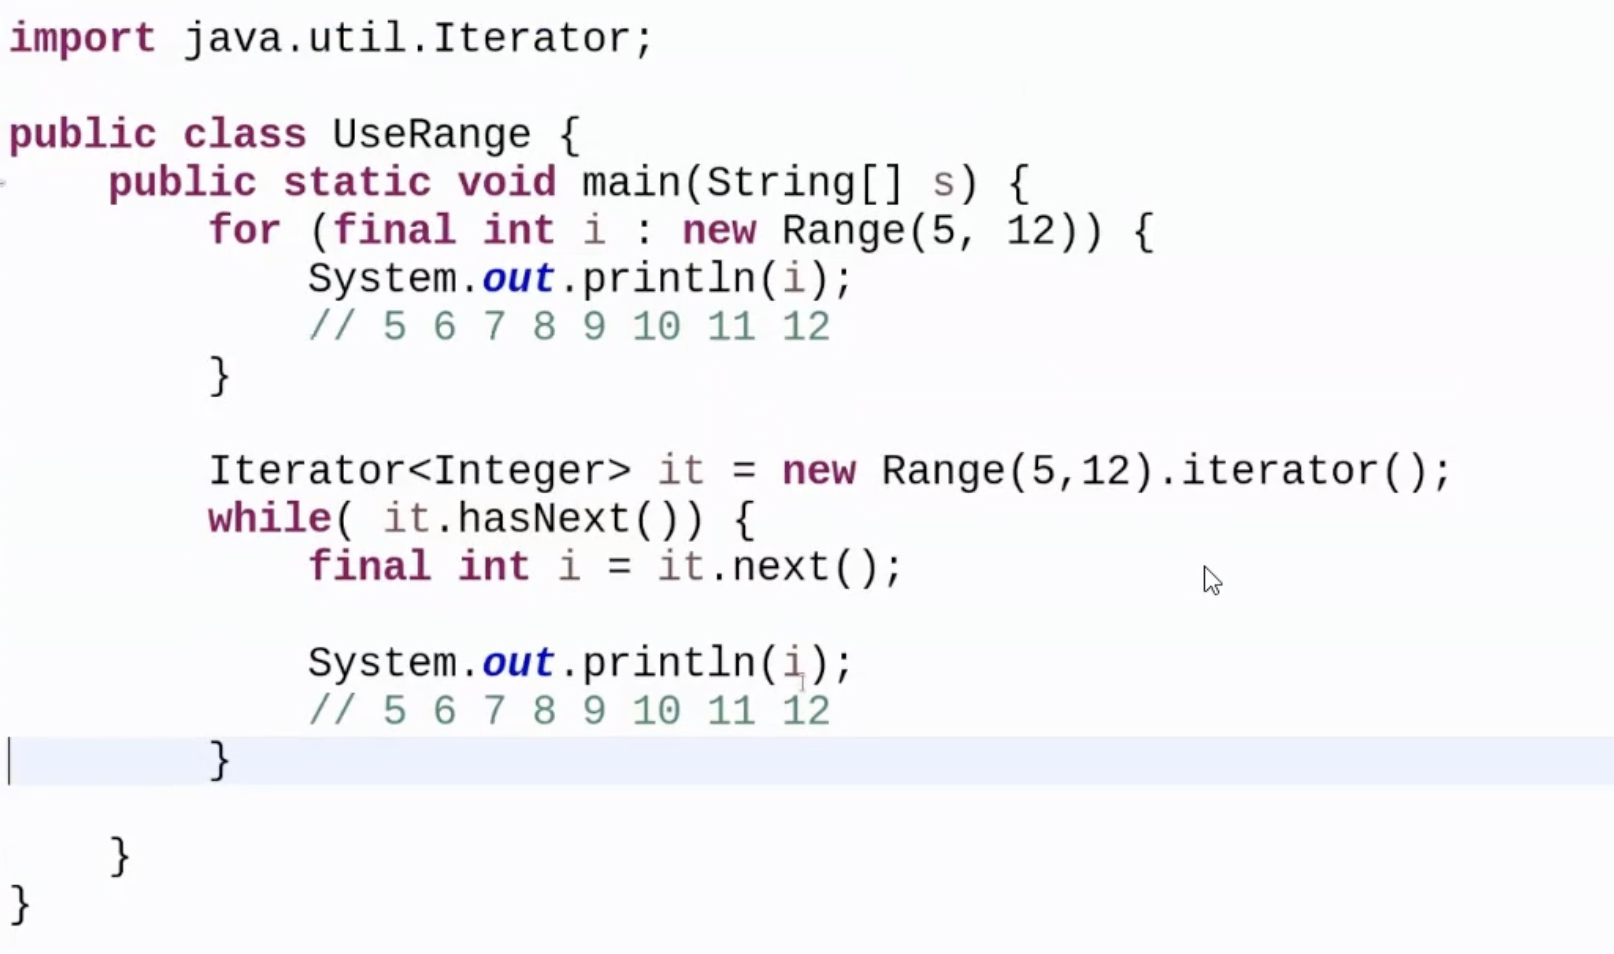 import java.util.Iterator;
public class UseRange {
public static void main(String[] s) {
for (final int i : new Range(5, 12)) {
System.out.println(i);
// 5 6 7 8 9 10 11 12
}
Iterator<Integer> it = new Range(5,12).iterator();
while( it.hasNext()) {
final int i = it.next();
System.out.println(i);
// 5 6 7 8 9 10 11 12
}
}
}